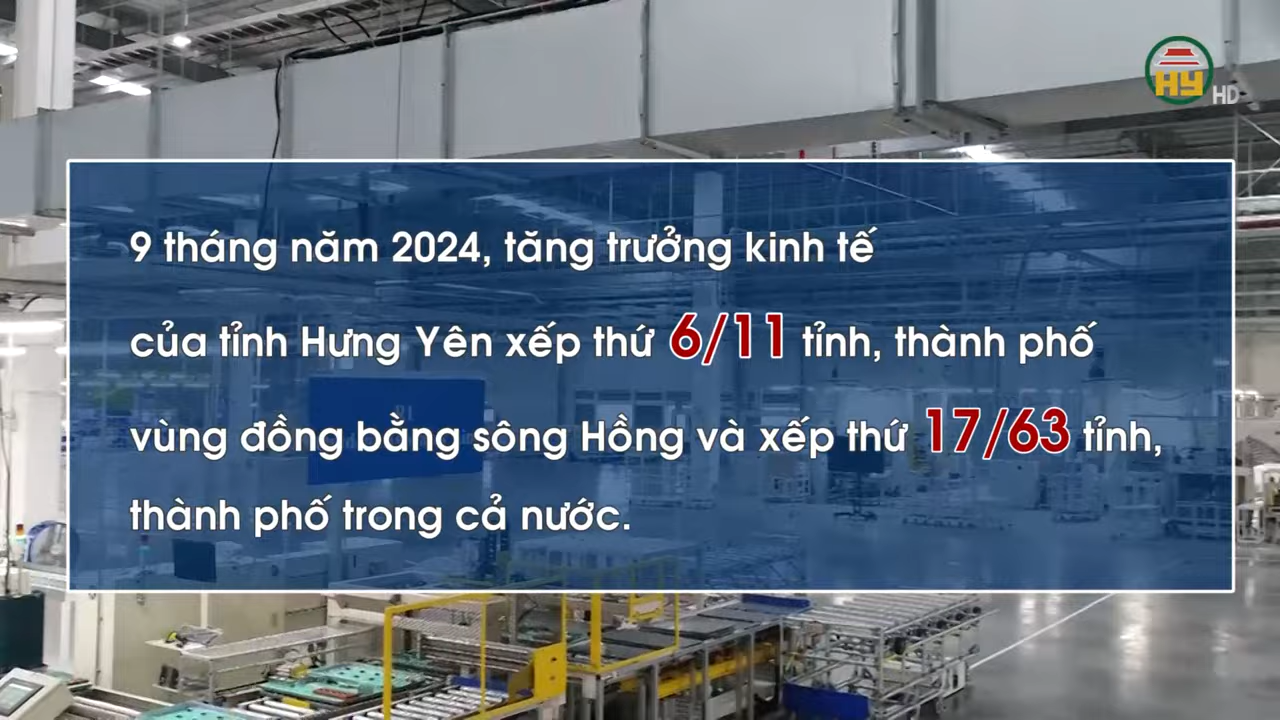 HY HD
9 tháng năm 2024, tăng trưởng kinh tế
của tỉnh Hưng Yên xếp thứ 6/11 tỉnh, thành phố
vùng đồng bằng sông Hồng và xếp thứ 17/63 tỉnh,
thành phố trong cả nước.